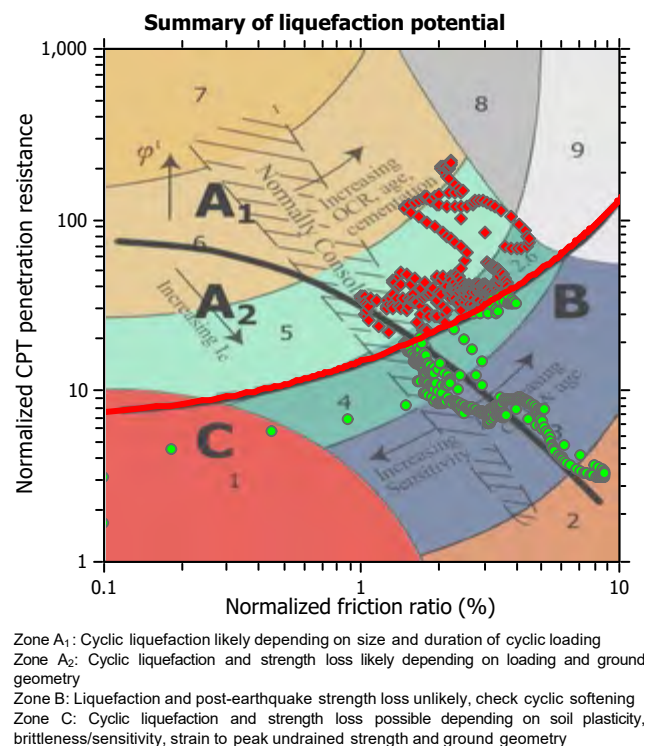 Summary of liquefaction potential
1,000
100
10
1
Normalized CPT penetration resistance
7
8
9
φ'
A1
Increasing
OCR, age,
cementation
Normally Consol
6
A2
Increasing Ic
5
2.6
B
4
C
1
Increasing
Sensitivity
3
2
0.1
1
10
Normalized friction ratio (%)
Zone A1: Cyclic liquefaction likely depending on size and duration of cyclic loading
Zone A2: Cyclic liquefaction and strength loss likely depending on loading and ground
geometry
Zone B: Liquefaction and post-earthquake strength loss unlikely, check cyclic softening
Zone C: Cyclic liquefaction and strength loss possible depending on soil plasticity,
brittleness/sensitivity, strain to peak undrained strength and ground geometry